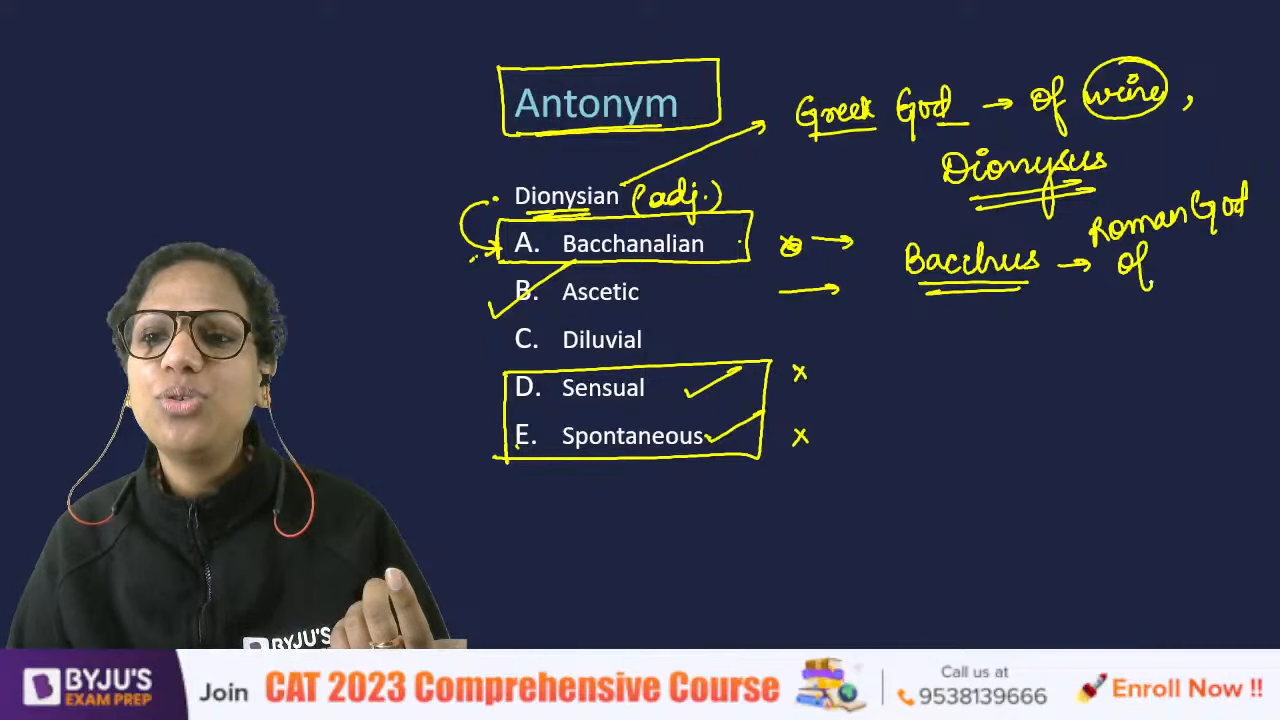 Antonym
Greek God → of wine,
Dionysus
Dionysian (adj.)
Roman God
A. Bacchanalian x → Bacchus → of
B. Ascetic
C. Diluvial
D. Sensual x
E. Spontaneous x
BYJU'S
BYJU'S
EXAM PREP
Join CAT 2023 Comprehensive Course
Call us at
9538139666
Enroll Now !!